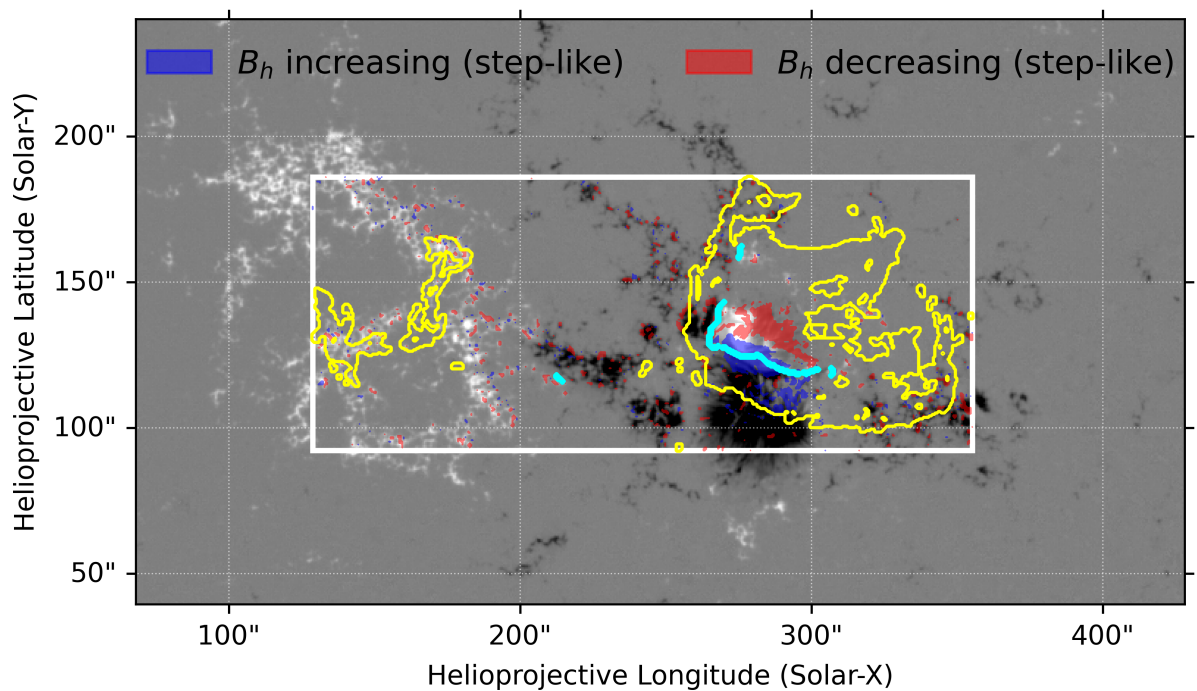 B_h increasing (step-like)
B_h decreasing (step-like)
Helioprojective Latitude (Solar-Y)
200"
150"
100"
50"
100"
200"
300"
400"
Helioprojective Longitude (Solar-X)